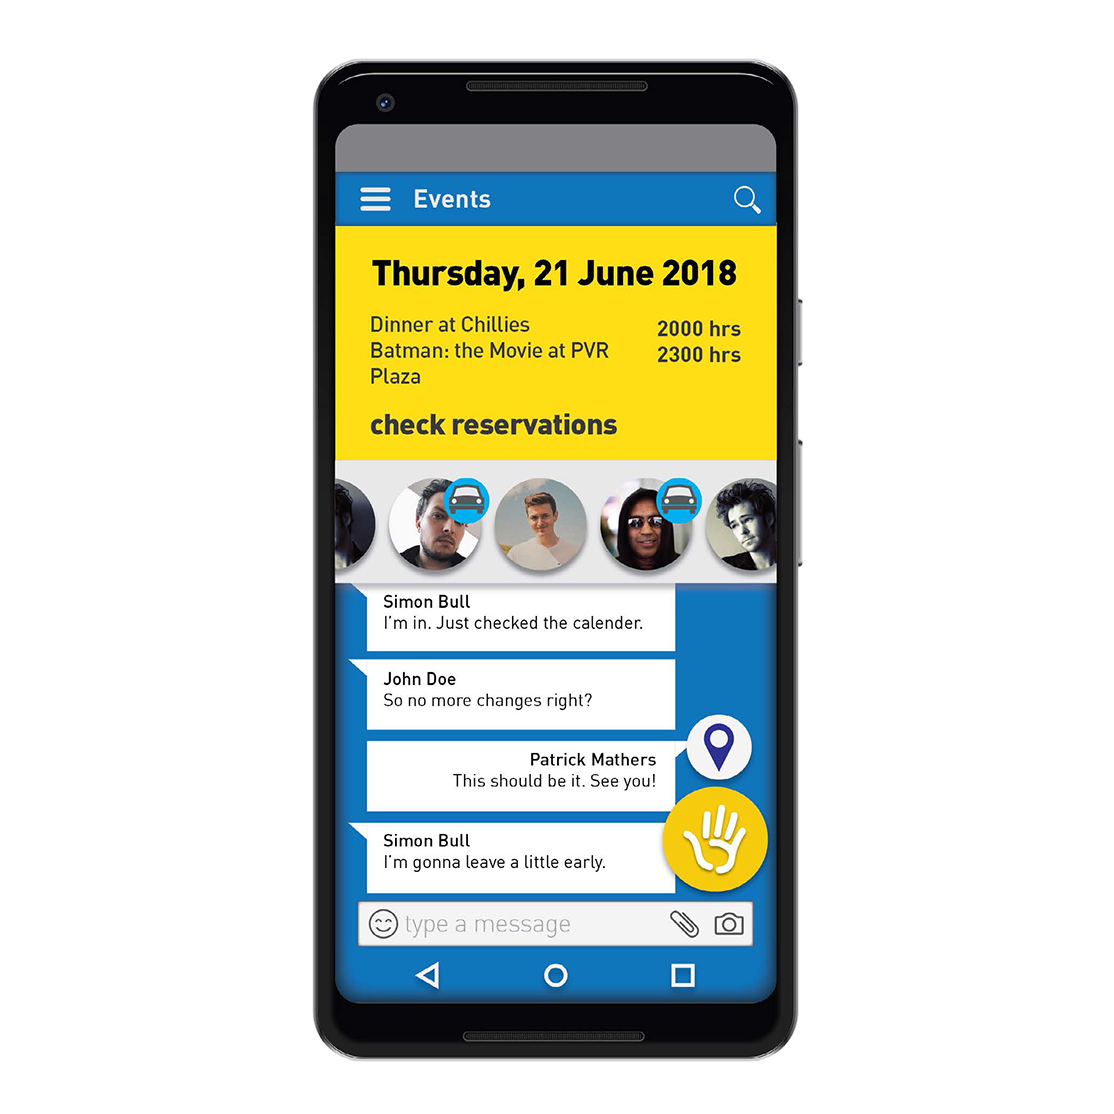 Events
Thursday, 21 June 2018
Dinner at Chillies 2000 hrs
Batman: the Movie at PVR 2300 hrs
Plaza
check reservations
Simon Bull
I'm in. Just checked the calender.
John Doe
So no more changes right?
Patrick Mathers
This should be it. See you!
Simon Bull
I'm gonna leave a little early.
type a message